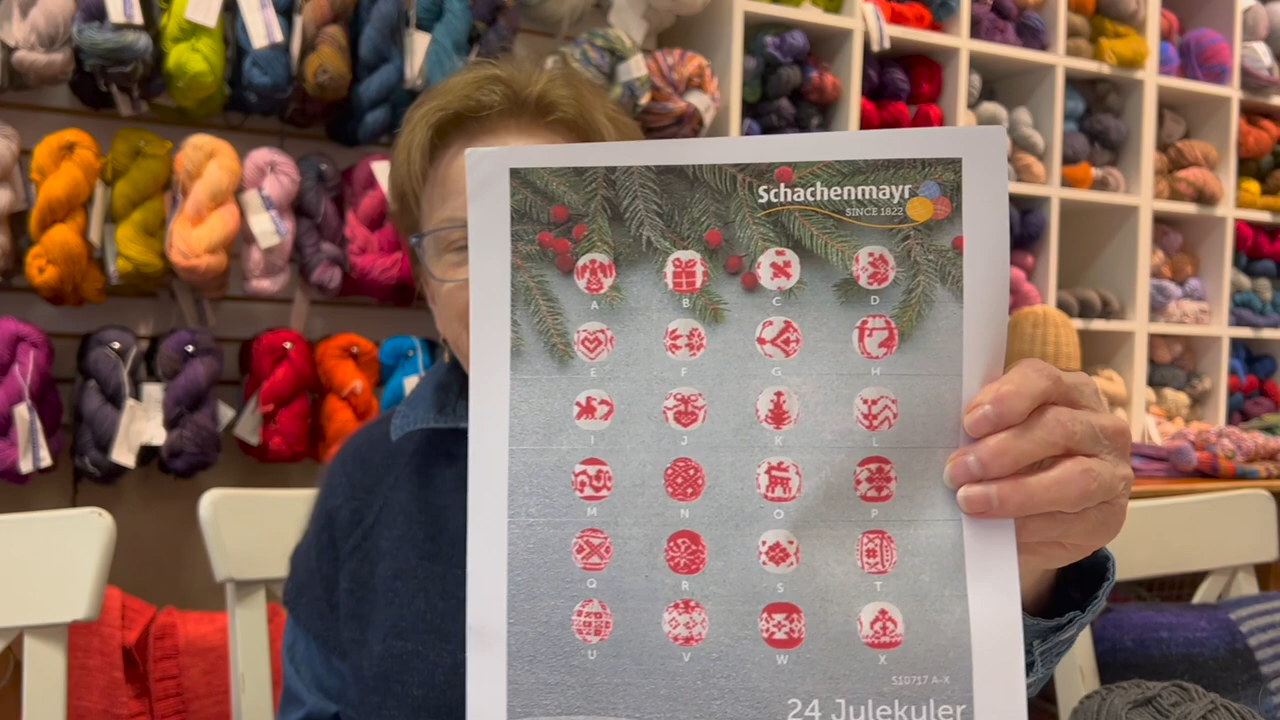 Schachenmayr
SINCE 1822
A B C D
E F G H
I J K L
M N O P
Q R S T
U V W X
S10717 A-X
24 Julekuler